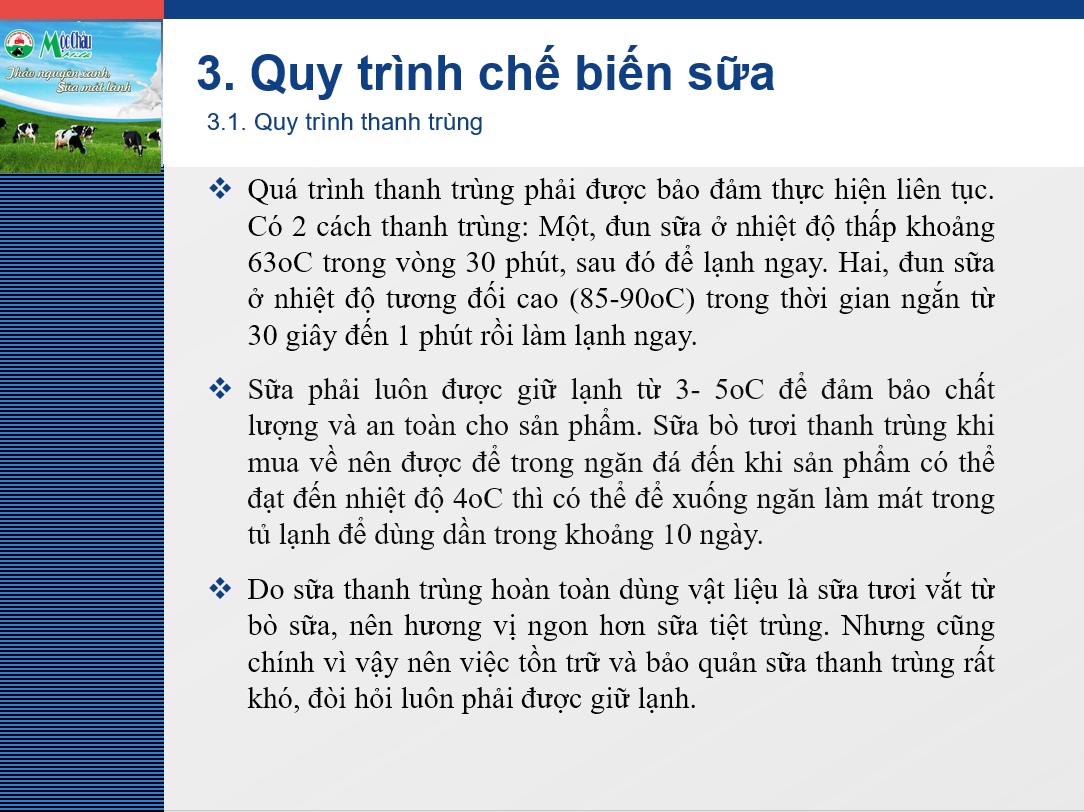 Mộc Châu
Milk
Thảo nguyên xanh,
Sữa mát lành
3. Quy trình chế biến sữa
3.1. Quy trình thanh trùng
Quá trình thanh trùng phải được bảo đảm thực hiện liên tục.
Có 2 cách thanh trùng: Một, đun sữa ở nhiệt độ thấp khoảng
63oC trong vòng 30 phút, sau đó để lạnh ngay. Hai, đun sữa
ở nhiệt độ tương đối cao (85-90oC) trong thời gian ngắn từ
30 giây đến 1 phút rồi làm lạnh ngay.
Sữa phải luôn được giữ lạnh từ 3- 5oC để đảm bảo chất
lượng và an toàn cho sản phẩm. Sữa bò tươi thanh trùng khi
mua về nên được để trong ngăn đá đến khi sản phẩm có thể
đạt đến nhiệt độ 4oC thì có thể để xuống ngăn làm mát trong
tủ lạnh để dùng dần trong khoảng 10 ngày.
Do sữa thanh trùng hoàn toàn dùng vật liệu là sữa tươi vắt từ
bò sữa, nên hương vị ngon hơn sữa tiệt trùng. Nhưng cũng
chính vì vậy nên việc tồn trữ và bảo quản sữa thanh trùng rất
khó, đòi hỏi luôn phải được giữ lạnh.